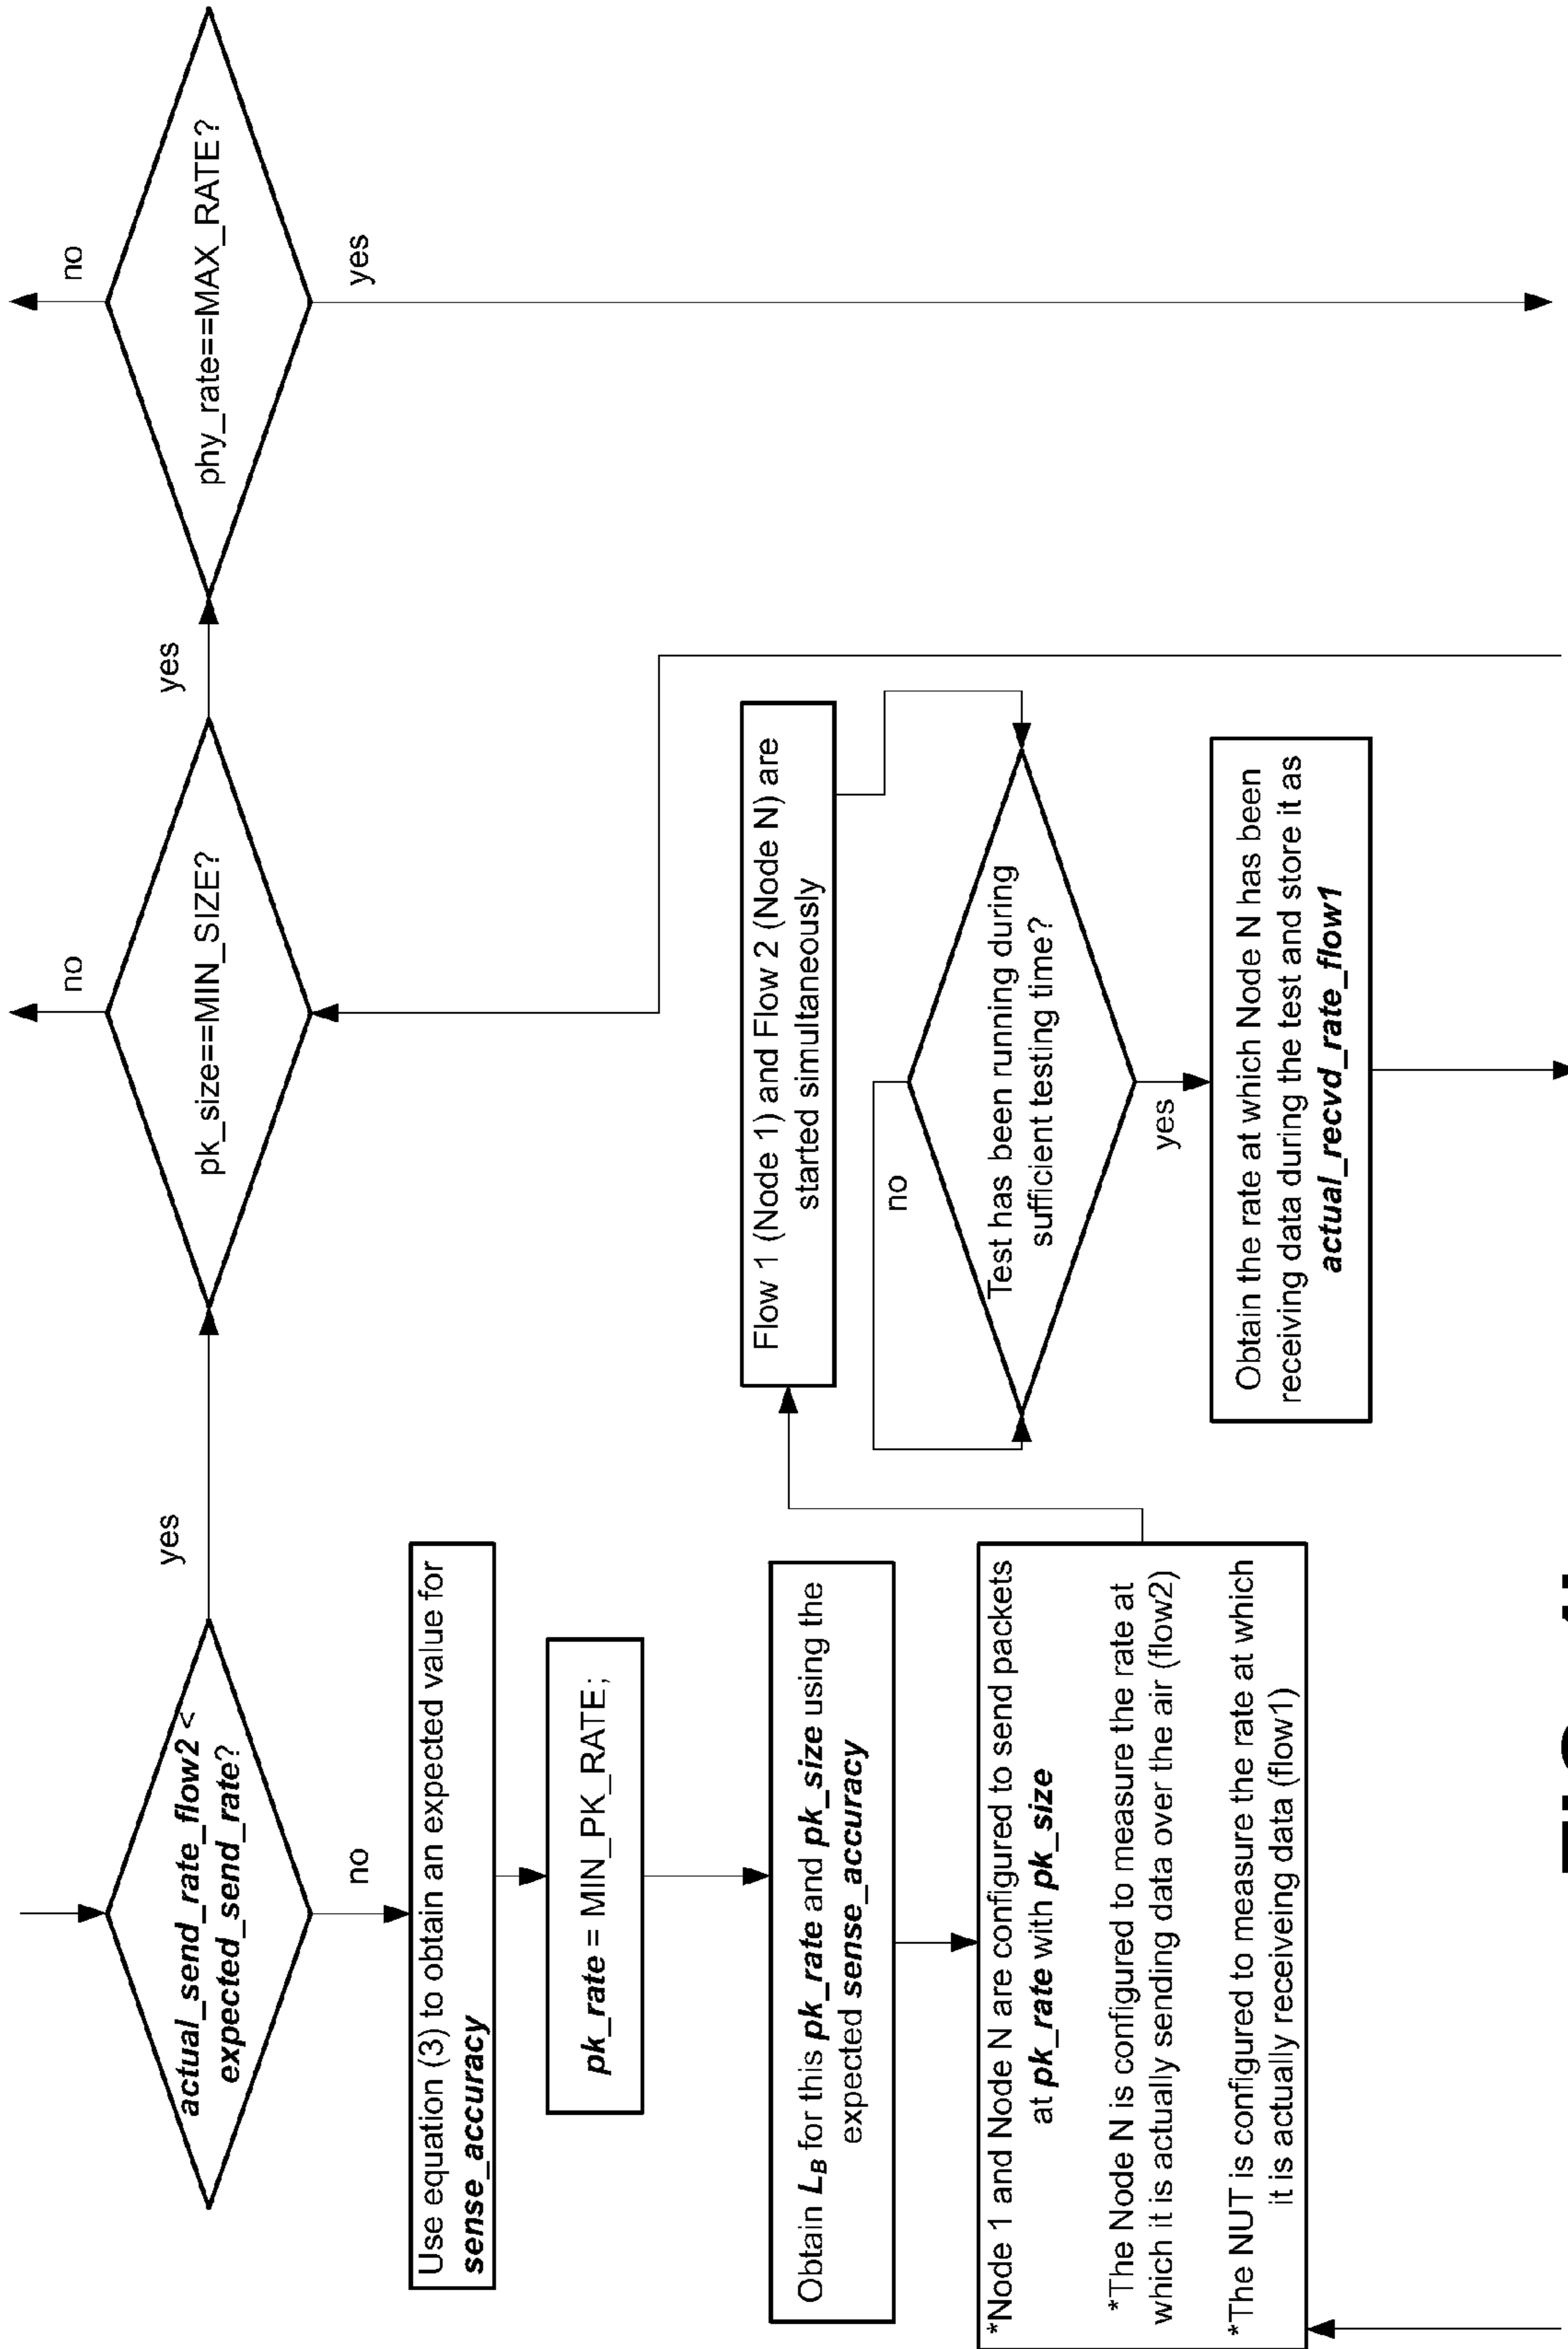 actual_send_rate_flow2 <
expected_send_rate?
yes
no
pk_size==MIN_SIZE?
no
yes
phy_rate==MAX_RATE?
no
yes
Use equation (3) to obtain an expected value for
sense_accuracy
pk_rate = MIN_PK_RATE;
Obtain L_B for this pk_rate and pk_size using the
expected sense_accuracy
*Node 1 and Node N are configured to send packets
at pk_rate with pk_size
*The Node N is configured to measure the rate at
which it is actually sending data over the air (flow2)
*The NUT is configured to measure the rate at which
it is actually receiveing data (flow1)
Flow 1 (Node 1) and Flow 2 (Node N) are
started simultaneously
Test has been running during
sufficient testing time?
no
yes
Obtain the rate at which Node N has been
receiving data during the test and store it as
actual_recvd_rate_flow1